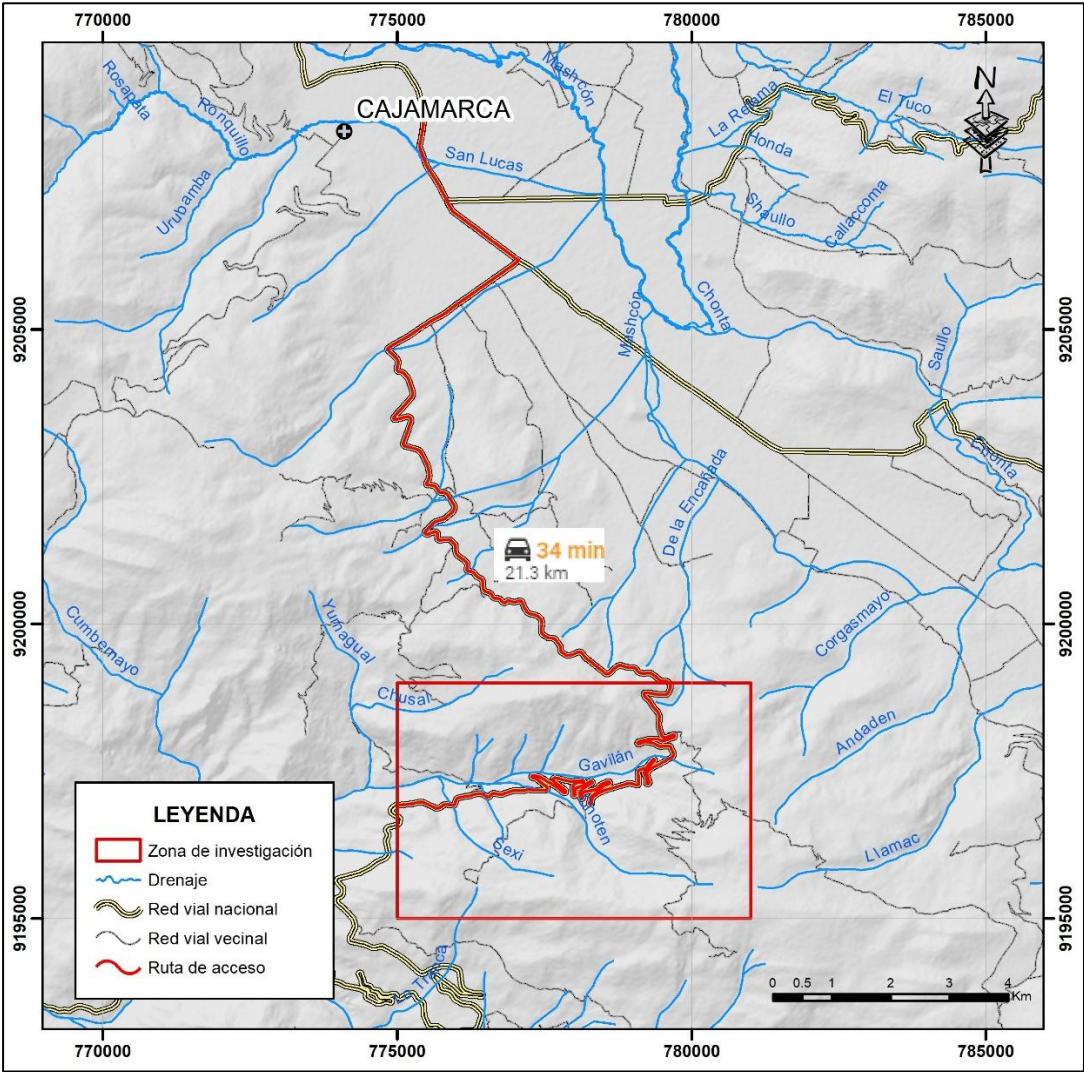 770000
775000
780000
785000
Rosapata
Ronquillo
Mashcón
La Retama
El Tuco
N
CAJAMARCA
San Lucas
Honda
Urubamba
Shaullo
Callaccoma
9205000
9205000
Mashcón
Chonta
Saullo
Chonta
De la Encañada
34 min
21.3 km
9200000
9200000
Cumbemayo
Yumagual
Corgasmayo
Chusal
Andaden
Gavilán
Sexi
Llamac
LEYENDA
Zona de investigación
Drenaje
Red vial nacional
Red vial vecinal
Ruta de acceso
9195000
9195000
0 0.5 1 2 3 4
Km
770000
775000
780000
785000